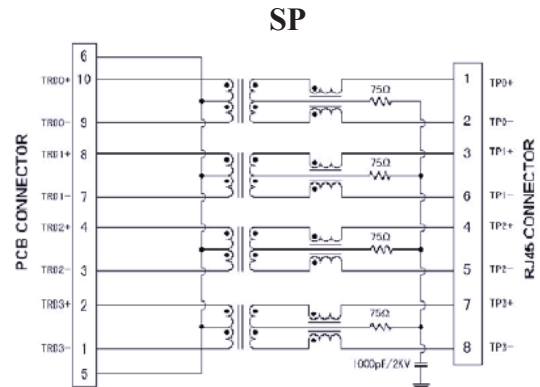 SP
PCB CONNECTOR
6
TRD0+ 10
TRD0- 9
TRD1+ 8
TRD1- 7
TRD2+ 4
TRD2- 3
TRD3+ 2
TRD3- 1
5
75Ω
75Ω
75Ω
75Ω
1000pF/2KV
1 TP0+
2 TP0-
3 TP1+
6 TP1-
4 TP2+
5 TP2-
7 TP3+
8 TP3-
RJ45 CONNECTOR